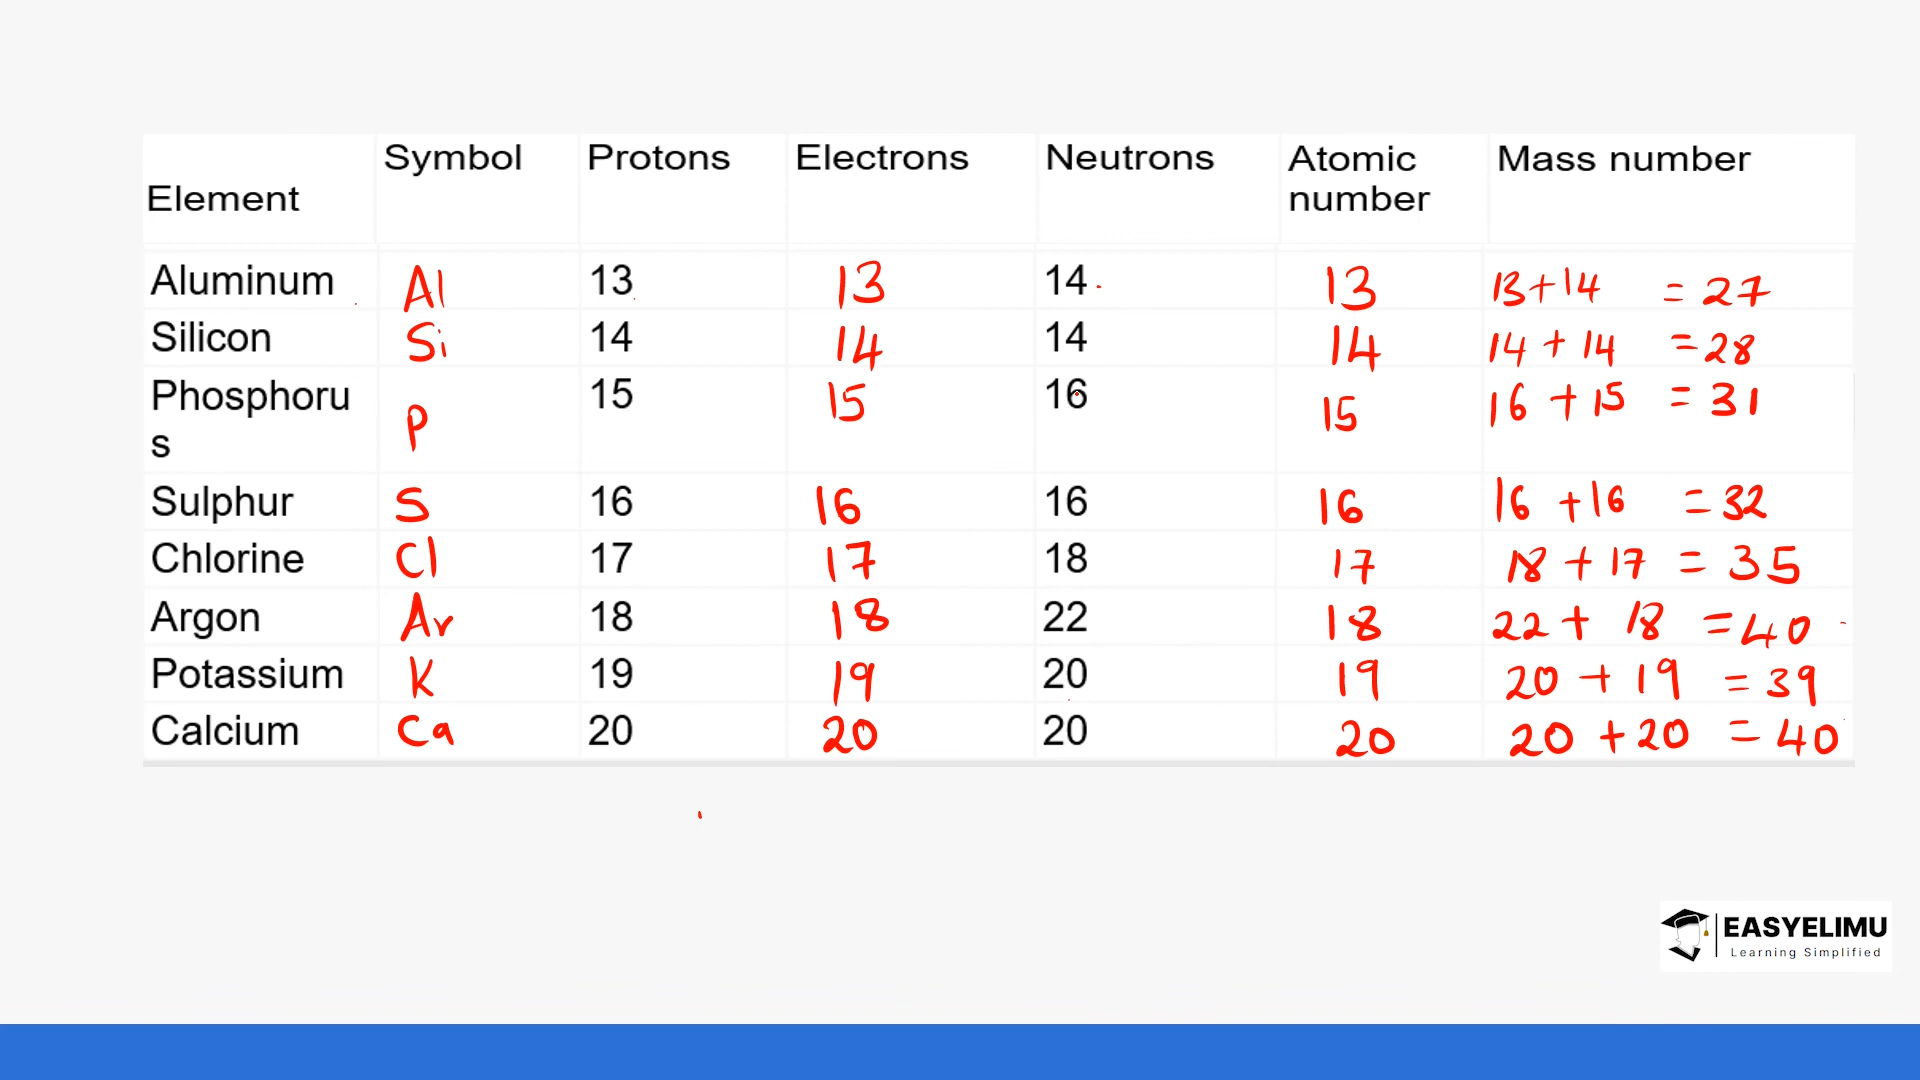 Element Symbol Protons Electrons Neutrons Atomic number Mass number
Aluminum Al 13 13 14 13 13+14 = 27
Silicon Si 14 14 14 14 14 + 14 = 28
Phosphorus P 15 15 16 15 16 + 15 = 31
Sulphur S 16 16 16 16 16 + 16 = 32
Chlorine Cl 17 17 18 17 18 + 17 = 35
Argon Ar 18 18 22 18 22 + 18 = 40
Potassium K 19 19 20 19 20 + 19 = 39
Calcium Ca 20 20 20 20 20 + 20 = 40
EASYELIMU
Learning Simplified